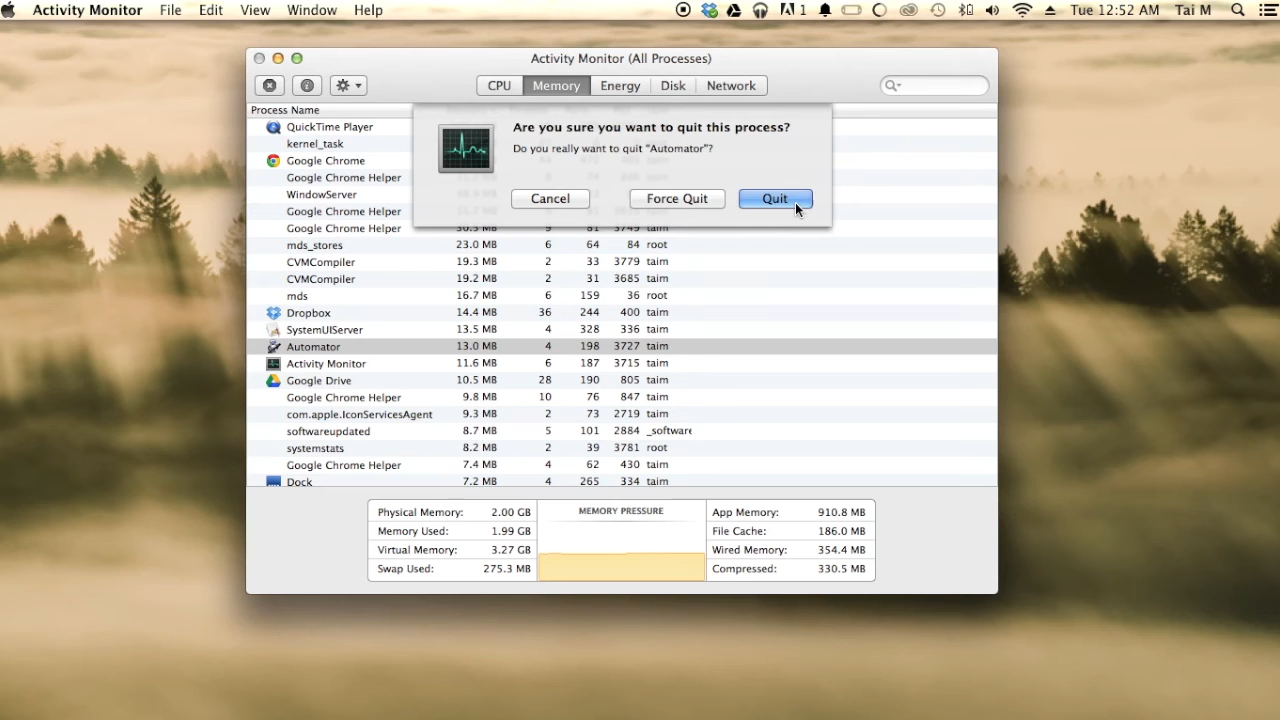 Activity Monitor File Edit View Window Help 1 Tue 12:52 AM Tai M
Activity Monitor (All Processes)
CPU Memory Energy Disk Network
Process Name
Are you sure you want to quit this process?
Do you really want to quit "Automator"?
Cancel Force Quit Quit
QuickTime Player
kernel_task
Google Chrome
Google Chrome Helper
WindowServer
Google Chrome Helper
Google Chrome Helper
mds_stores 23.0 MB 6 64 84 root
CVMCompiler 19.3 MB 2 33 3779 taim
CVMCompiler 19.2 MB 2 31 3685 taim
mds 16.7 MB 6 159 36 root
Dropbox 14.4 MB 36 244 400 taim
SystemUIServer 13.5 MB 4 328 336 taim
Automator 13.0 MB 4 198 3727 taim
Activity Monitor 11.6 MB 6 187 3715 taim
Google Drive 10.5 MB 28 190 805 taim
Google Chrome Helper 9.8 MB 10 76 847 taim
com.apple.IconServicesAgent 9.3 MB 2 73 2719 taim
softwareupdated 8.7 MB 5 101 2884 _software
systemstats 8.2 MB 2 39 3781 root
Google Chrome Helper 7.4 MB 4 62 430 taim
Dock 7.2 MB 4 265 334 taim
Physical Memory: 2.00 GB MEMORY PRESSURE App Memory: 910.8 MB
Memory Used: 1.99 GB File Cache: 186.0 MB
Virtual Memory: 3.27 GB Wired Memory: 354.4 MB
Swap Used: 275.3 MB Compressed: 330.5 MB